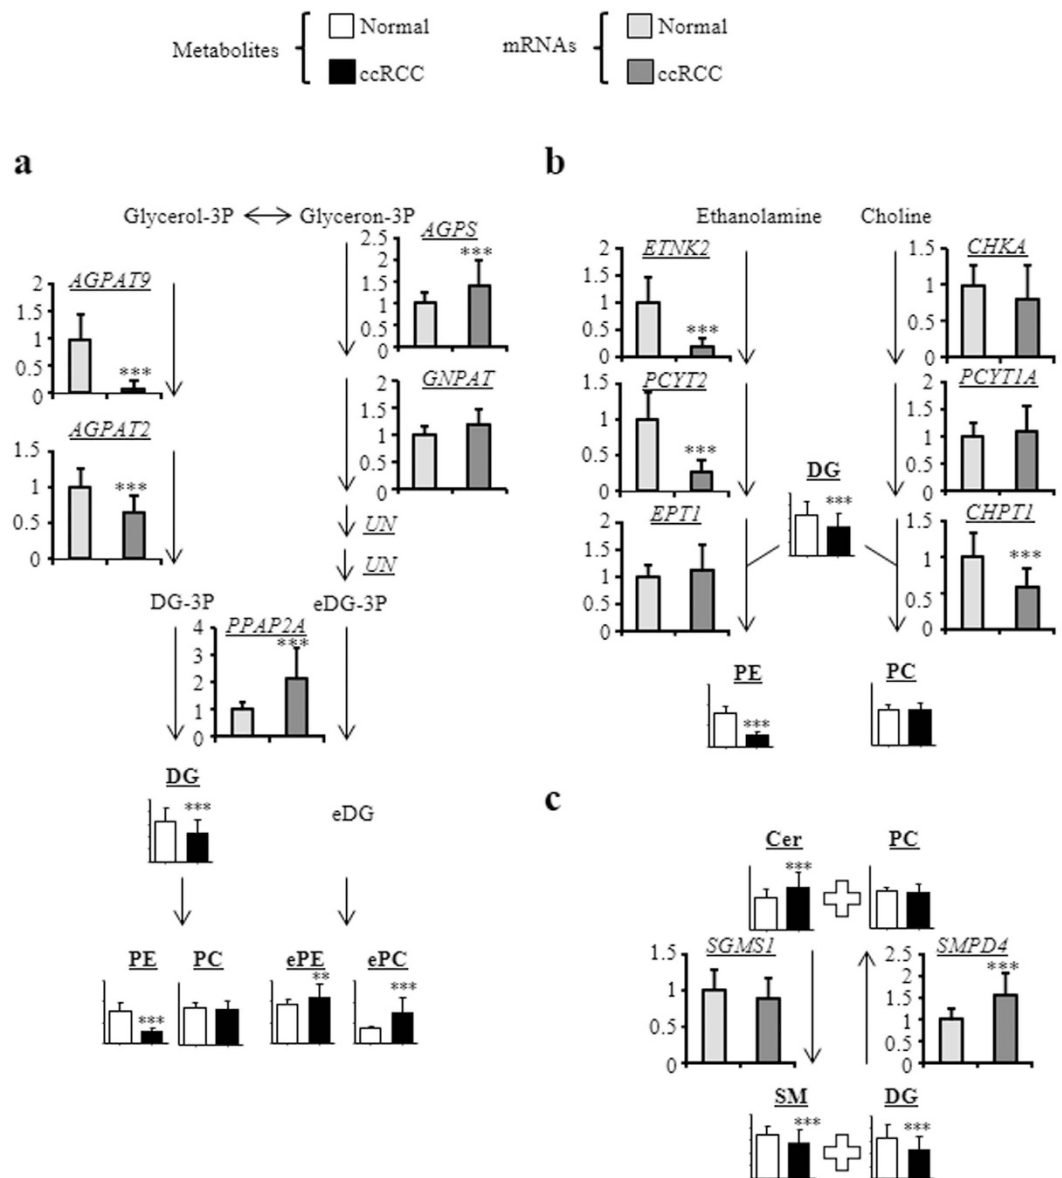 Metabolites
Normal
ccRCC
mRNAs
Normal
ccRCC
a
Glycerol-3P
Glyceron-3P
AGPAT9
2
1.5
1
0.5
0
***
AGPS
2.5
2
1.5
1
0.5
0
***
AGPAT2
1.5
1
0.5
0
***
GNPAT
2
1.5
1
0.5
0
UN
UN
DG-3P
eDG-3P
PPAP2A
4
3
2
1
0
***
DG
***
eDG
PE
***
PC
ePE
**
ePC
***
b
Ethanolamine
Choline
ETNK2
2
1.5
1
0.5
0
***
CHKA
1.5
1
0.5
0
PCYT2
1.5
1
0.5
0
***
PCYT1A
2
1.5
1
0.5
0
DG
***
EPT1
2
1.5
1
0.5
0
CHPT1
1.5
1
0.5
0
***
PE
***
PC
c
Cer
***
PC
SGMS1
1.5
1
0.5
0
SMPD4
2.5
2
1.5
1
0.5
0
***
SM
***
DG
***